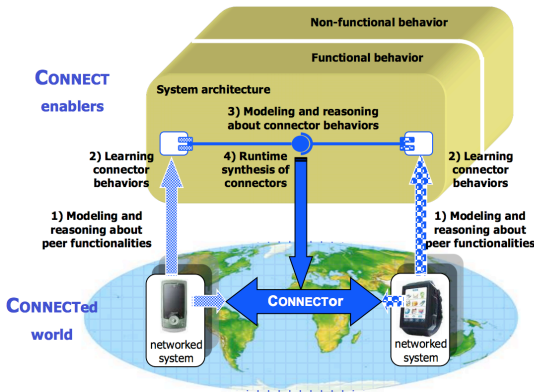 Non-functional behavior
Functional behavior
System architecture
CONNECT
enablers
3) Modeling and reasoning
about connector behaviors
2) Learning
connector
behaviors
4) Runtime
synthesis of
connectors
2) Learning
connector
behaviors
1) Modeling and
reasoning about
peer functionalities
1) Modeling and
reasoning about
peer functionalities
CONNECTed
world
CONNECTor
networked
system
networked
system